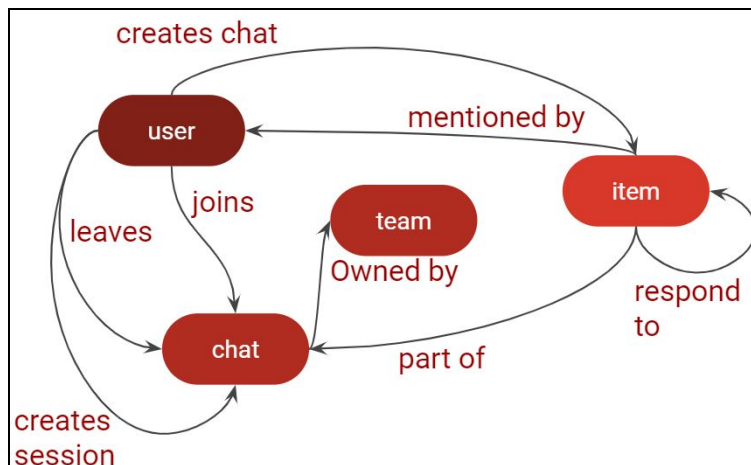 creates chat
mentioned by
user
item
joins
team
leaves
Owned by
respond
to
chat
part of
creates
session